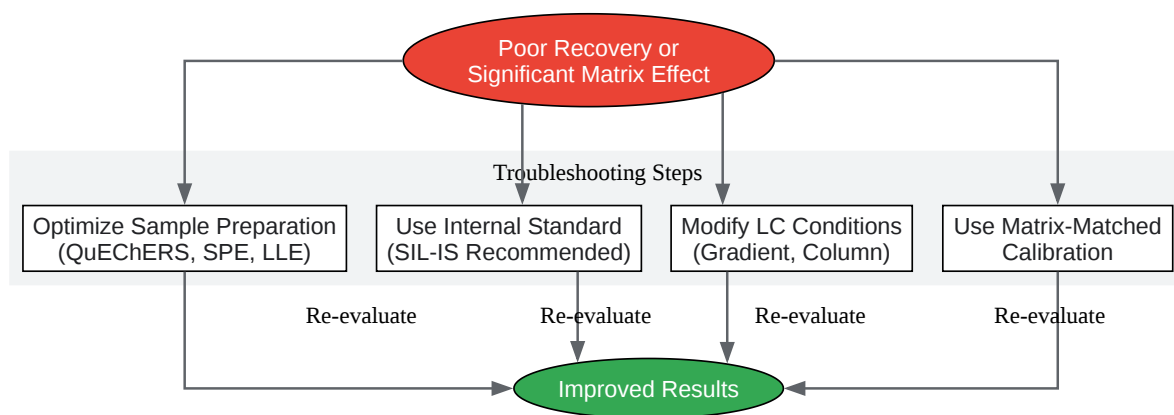 Poor Recovery or
Significant Matrix Effect
Troubleshooting Steps
Optimize Sample Preparation
(QuEChERS, SPE, LLE)
Use Internal Standard
(SIL-IS Recommended)
Modify LC Conditions
(Gradient, Column)
Use Matrix-Matched
Calibration
Re-evaluate
Re-evaluate
Re-evaluate
Re-evaluate
Improved Results